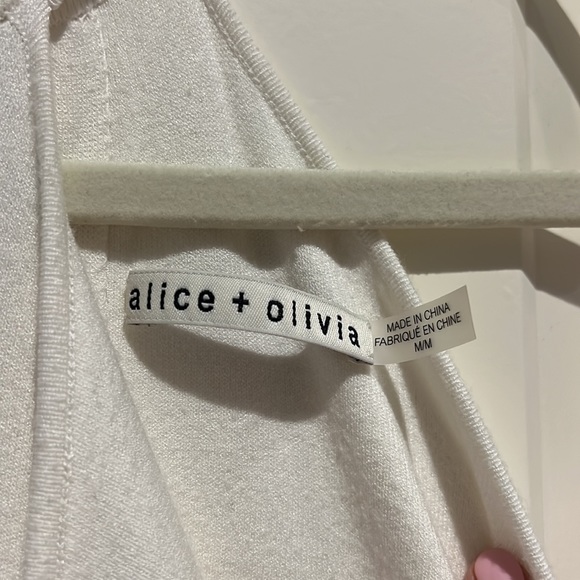 alice + olivia
MADE IN CHINA
FABRIQUÉ EN CHINE
M/M